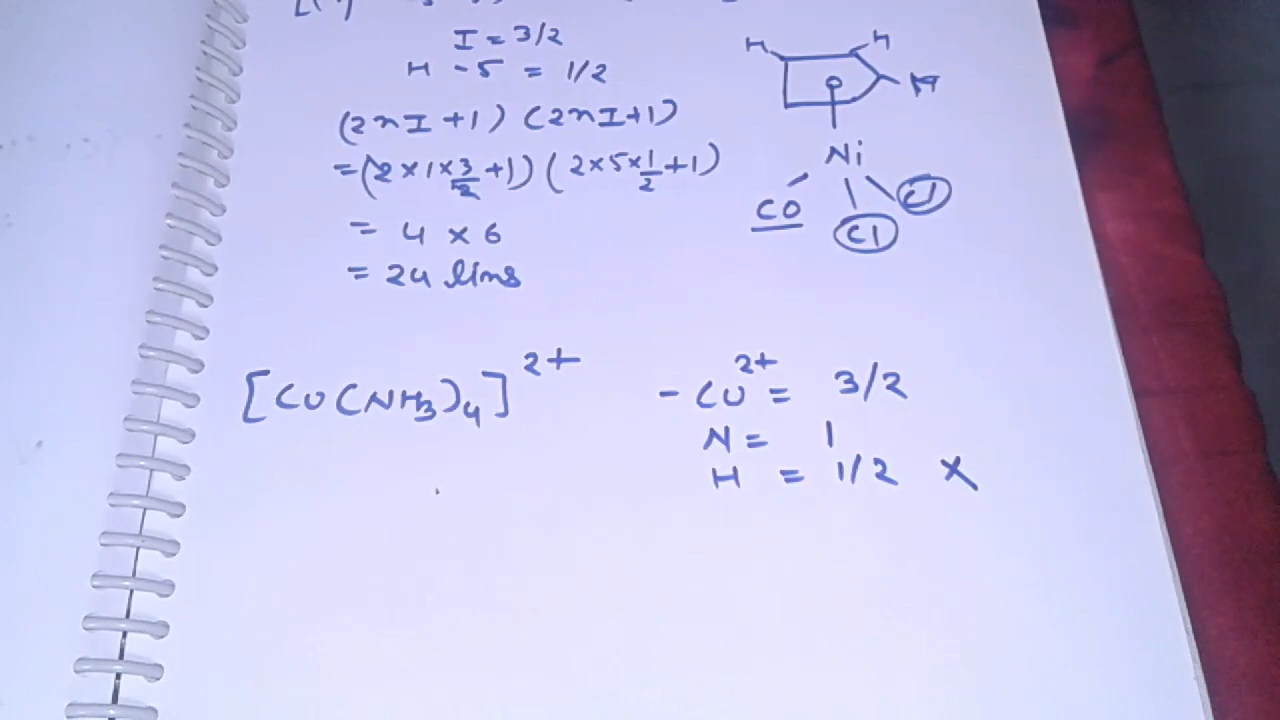 I = 3/2
H - 5 = 1/2
(2nI + 1) (2nI+1)
= (2 × 1 × 3/2 + 1) (2 × 5 × 1/2 + 1)
= 4 × 6
= 24 lins
H
H
H
Ni
CO
Cl
Cl
[CU(NH3)4]2+
- CU2+ = 3/2
N = 1
H = 1/2 ×